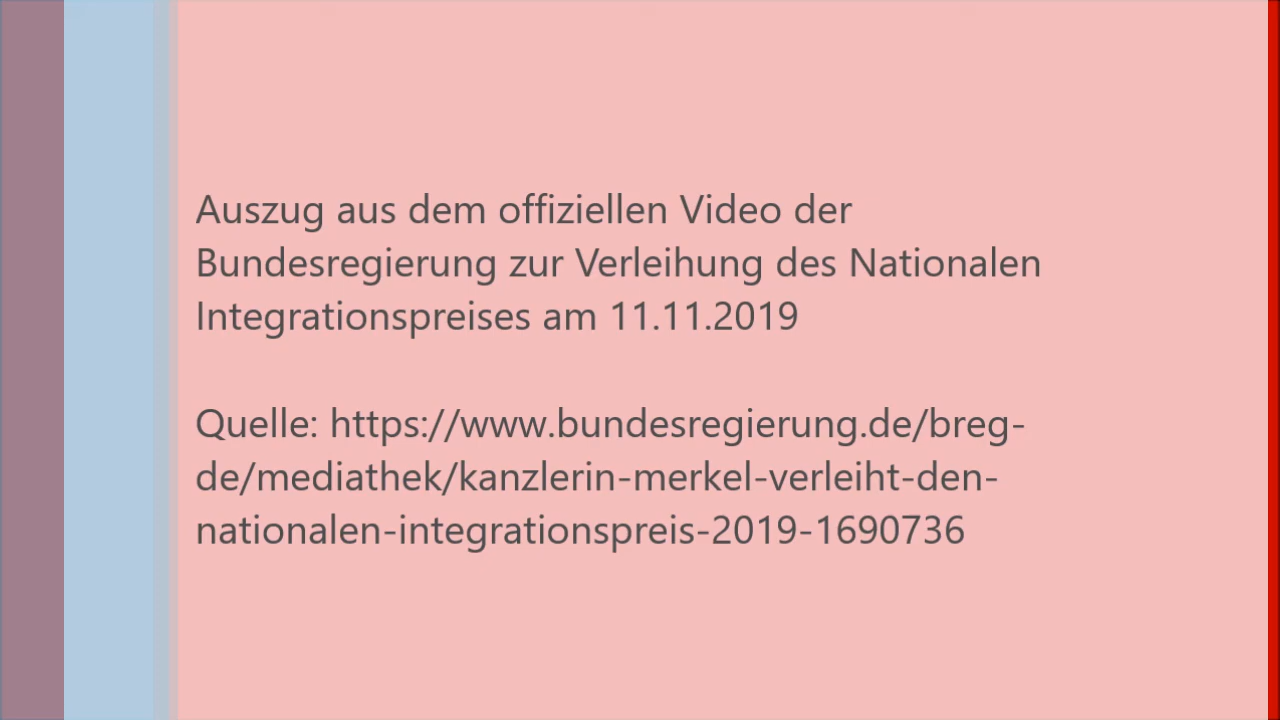 Auszug aus dem offiziellen Video der
Bundesregierung zur Verleihung des Nationalen
Integrationspreises am 11.11.2019
Quelle: https://www.bundesregierung.de/breg-
de/mediathek/kanzlerin-merkel-verleiht-den-
nationalen-integrationspreis-2019-1690736